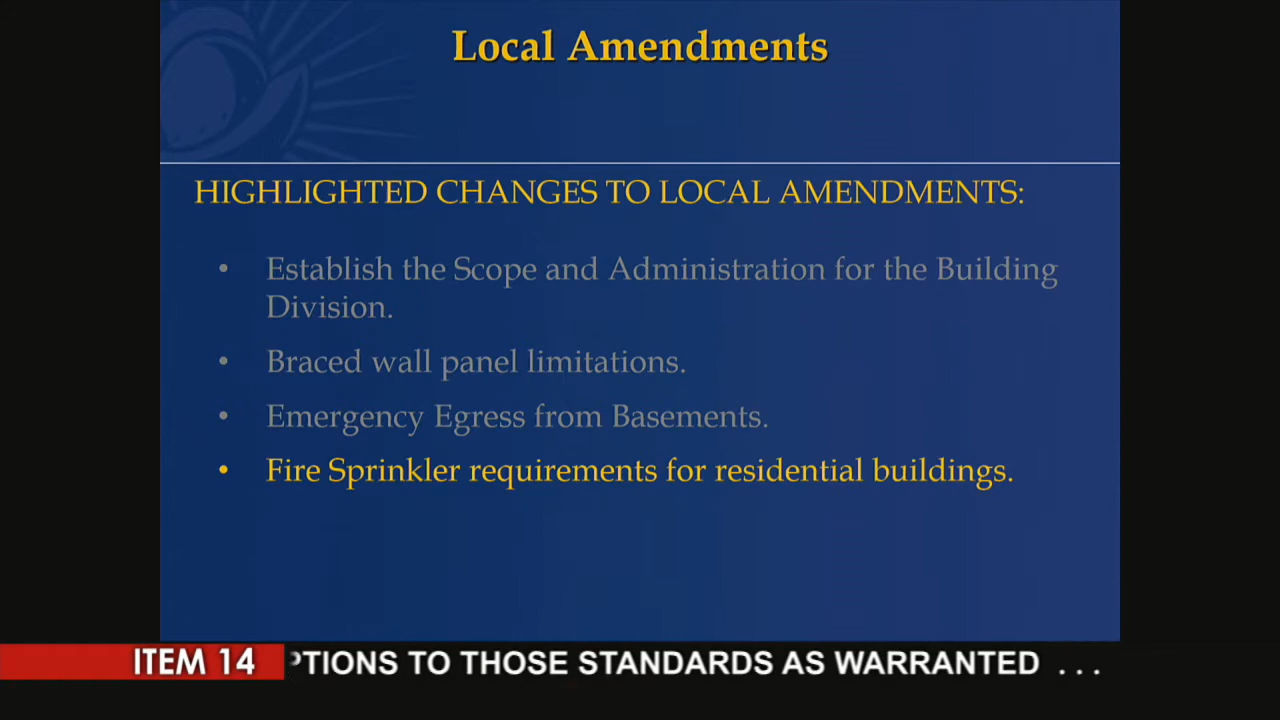 Local Amendments
HIGHLIGHTED CHANGES TO LOCAL AMENDMENTS:
• Establish the Scope and Administration for the Building
Division.
• Braced wall panel limitations.
• Emergency Egress from Basements.
• Fire Sprinkler requirements for residential buildings.
ITEM 14 PTIONS TO THOSE STANDARDS AS WARRANTED . . .